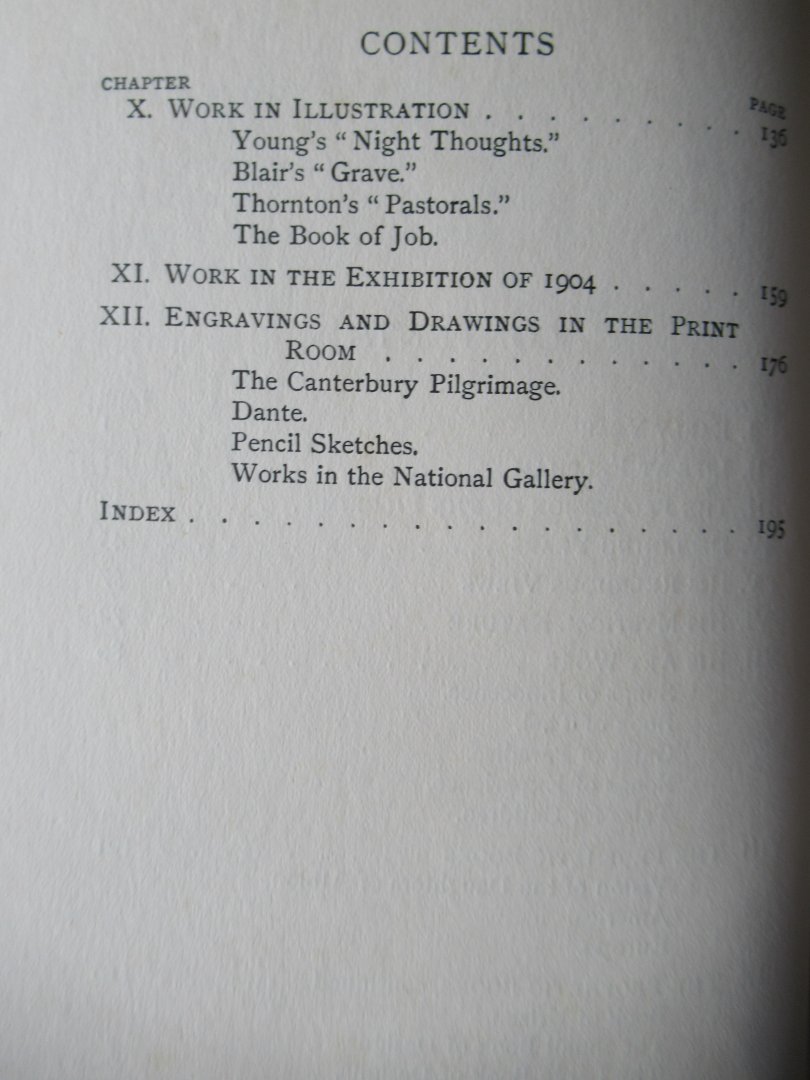 CONTENTS
CHAPTER PAGE
X. WORK IN ILLUSTRATION . . . . . . . . . 136
Young's “Night Thoughts.”
Blair's “Grave.”
Thornton's “Pastorals.”
The Book of Job.
XI. WORK IN THE EXHIBITION OF 1904 . . . . . 159
XII. ENGRAVINGS AND DRAWINGS IN THE PRINT
ROOM . . . . . . . . . . . . 176
The Canterbury Pilgrimage.
Dante.
Pencil Sketches.
Works in the National Gallery.
INDEX . . . . . . . . . . . . . . . . . . 195